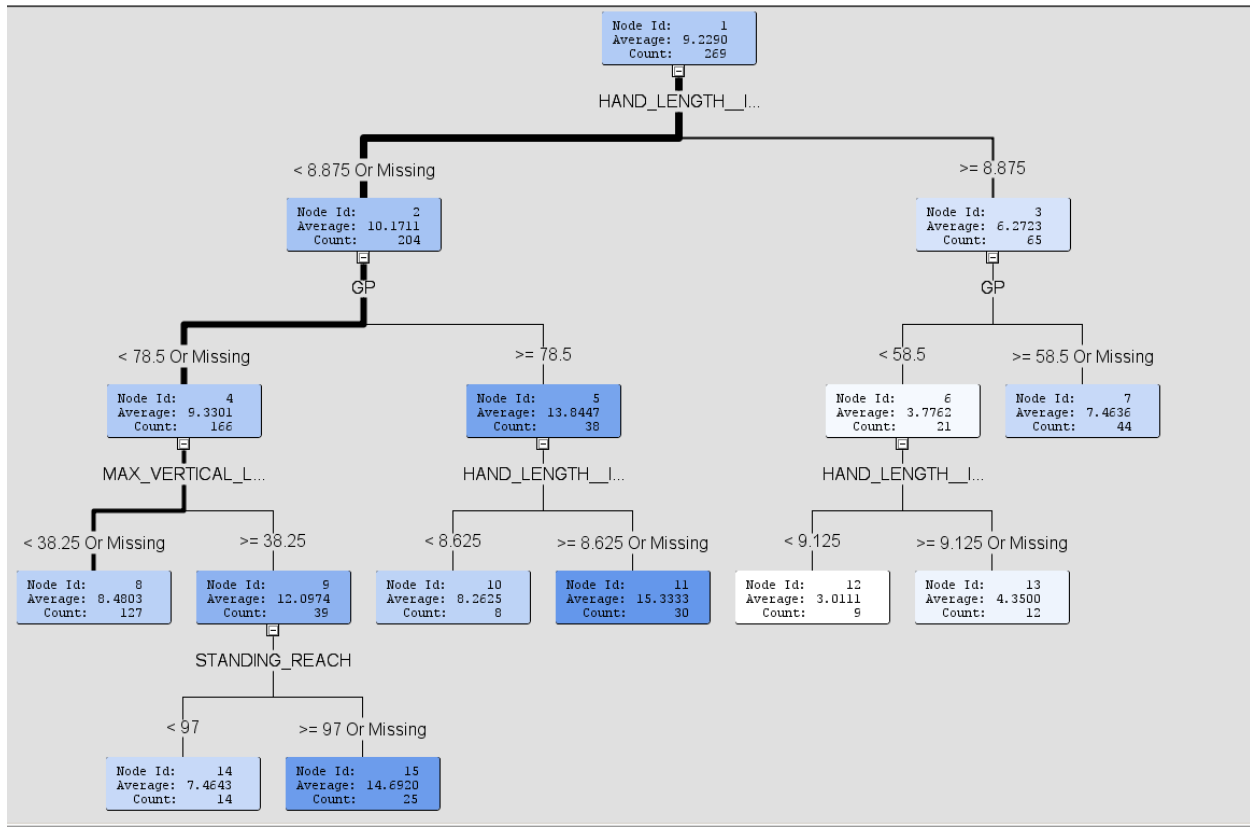 Node Id: 1
Average: 9.2290
Count: 269
HAND_LENGTH__I...
< 8.875 Or Missing
>= 8.875
Node Id: 2
Average: 10.1711
Count: 204
Node Id: 3
Average: 6.2723
Count: 65
GP
GP
< 78.5 Or Missing
>= 78.5
< 58.5
>= 58.5 Or Missing
Node Id: 4
Average: 9.3301
Count: 166
Node Id: 5
Average: 13.8447
Count: 38
Node Id: 6
Average: 3.7762
Count: 21
Node Id: 7
Average: 7.4636
Count: 44
MAX_VERTICAL_L...
HAND_LENGTH__I...
HAND_LENGTH__I...
< 38.25 Or Missing
>= 38.25
< 8.625
>= 8.625 Or Missing
< 9.125
>= 9.125 Or Missing
Node Id: 8
Average: 8.4803
Count: 127
Node Id: 9
Average: 12.0974
Count: 39
Node Id: 10
Average: 8.2625
Count: 8
Node Id: 11
Average: 15.3333
Count: 30
Node Id: 12
Average: 3.0111
Count: 9
Node Id: 13
Average: 4.3500
Count: 12
STANDING_REACH
< 97
>= 97 Or Missing
Node Id: 14
Average: 7.4643
Count: 14
Node Id: 15
Average: 14.6920
Count: 25